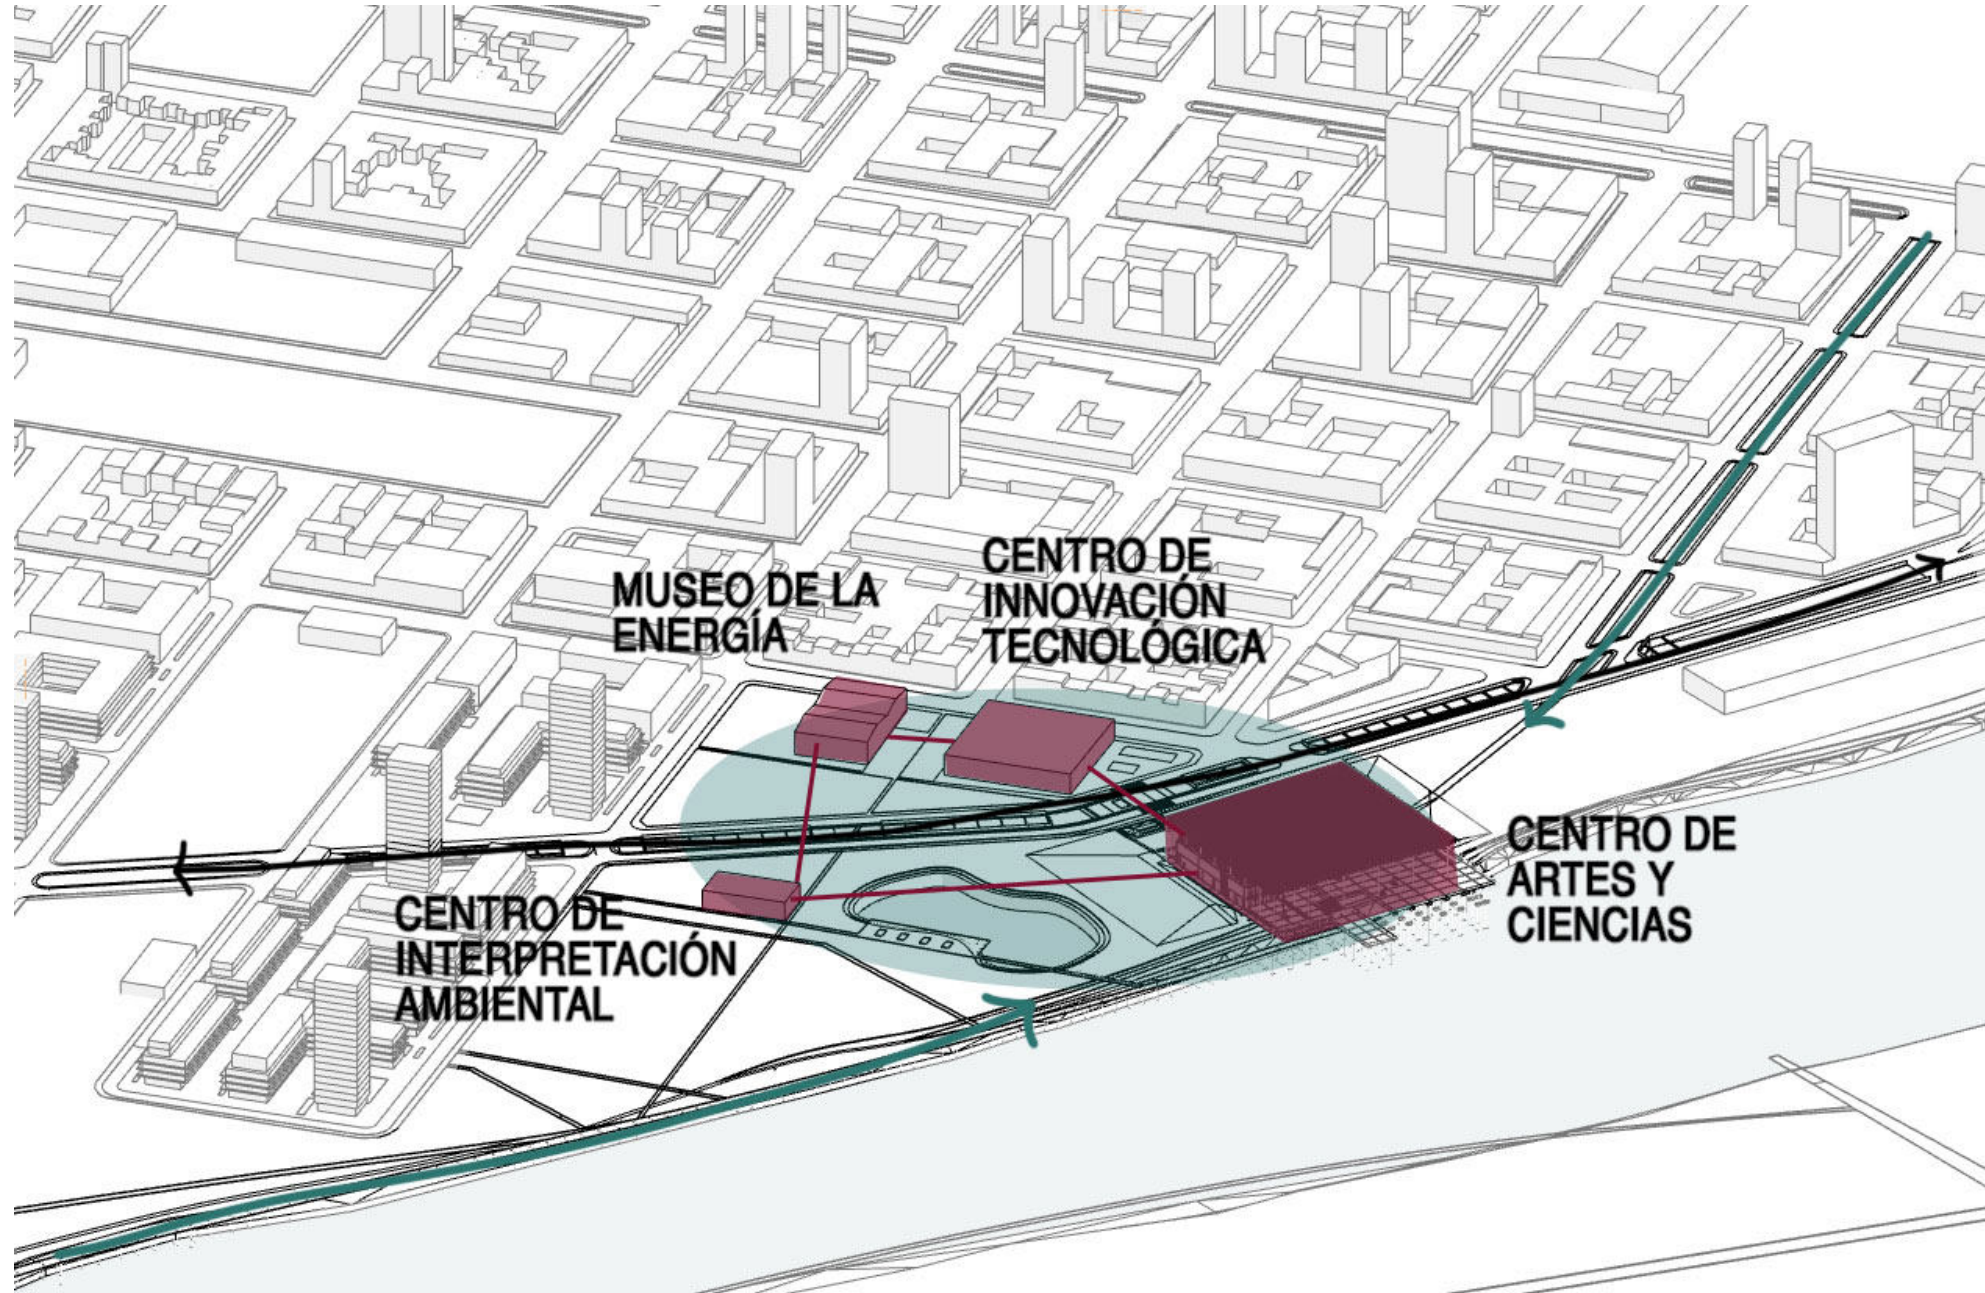 MUSEO DE LA
ENERGÍA
CENTRO DE
INNOVACIÓN
TECNOLÓGICA
CENTRO DE
ARTES Y
CIENCIAS
CENTRO DE
INTERPRETACIÓN
AMBIENTAL